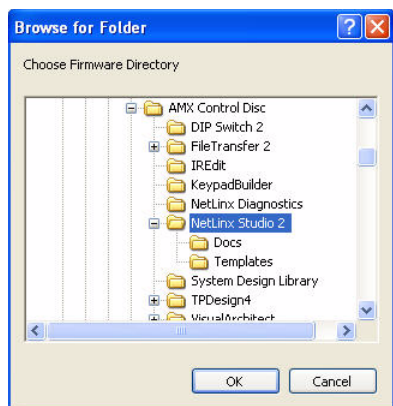 Browse for Folder
Choose Firmware Directory
AMX Control Disc
DIP Switch 2
FileTransfer 2
IREdit
KeypadBuilder
NetLinx Diagnostics
NetLinx Studio 2
Docs
Templates
System Design Library
TPDesign4
VisualArchitect
OK
Cancel